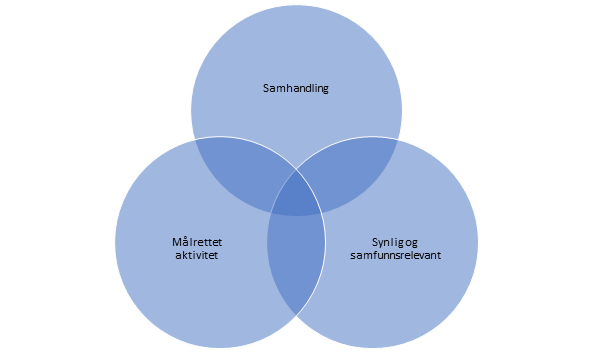 Samhandling
Målrettet
aktivitet
Synlig og
samfunnsrelevant